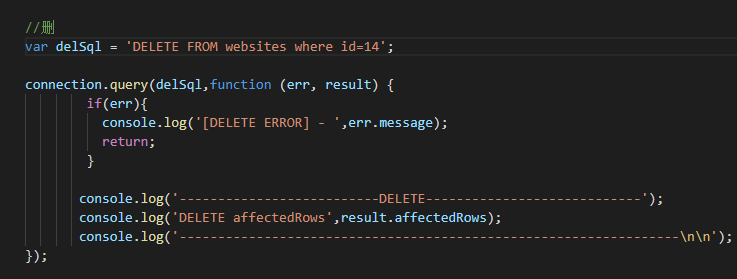 //删
var delSql = 'DELETE FROM websites where id=14';
connection.query(delSql,function (err, result) {
if(err){
console.log('[DELETE ERROR] - ',err.message);
return;
}
console.log('--------------------------DELETE----------------------------');
console.log('DELETE affectedRows',result.affectedRows);
console.log('-----------------------------------------------------------------\n\n');
});